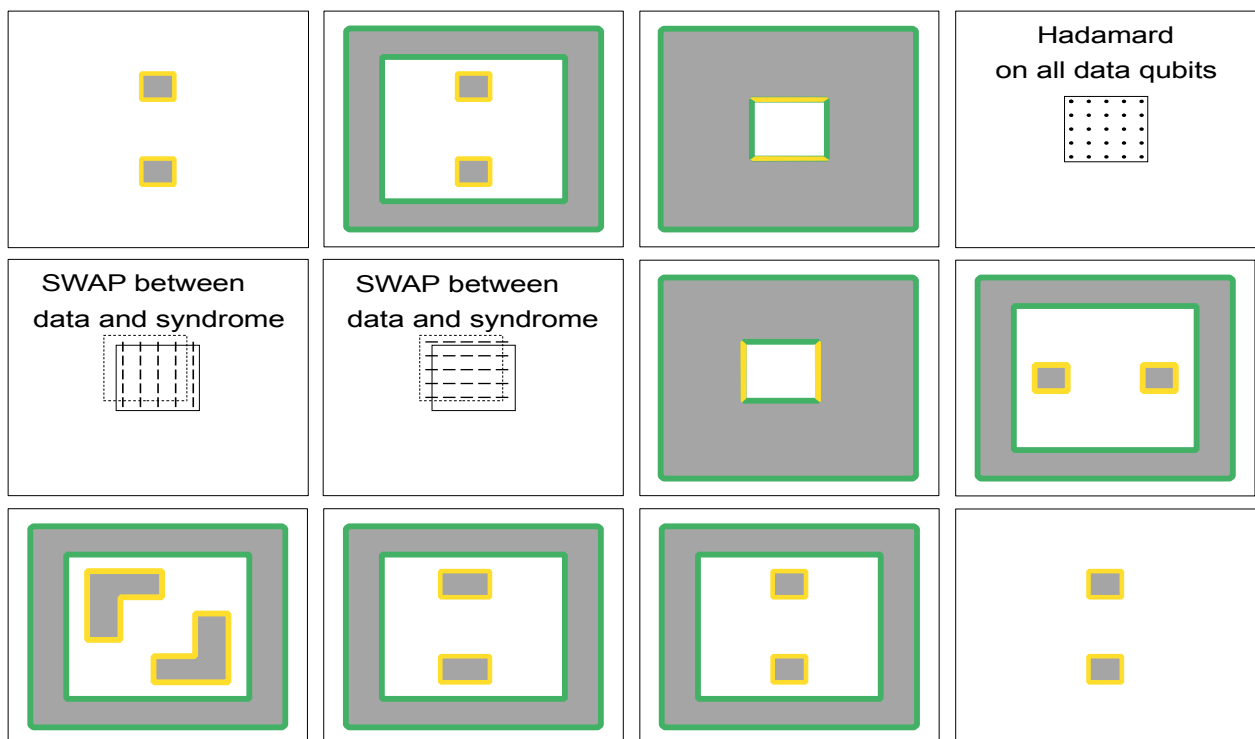 Hadamard
on all data qubits
SWAP between
data and syndrome
SWAP between
data and syndrome